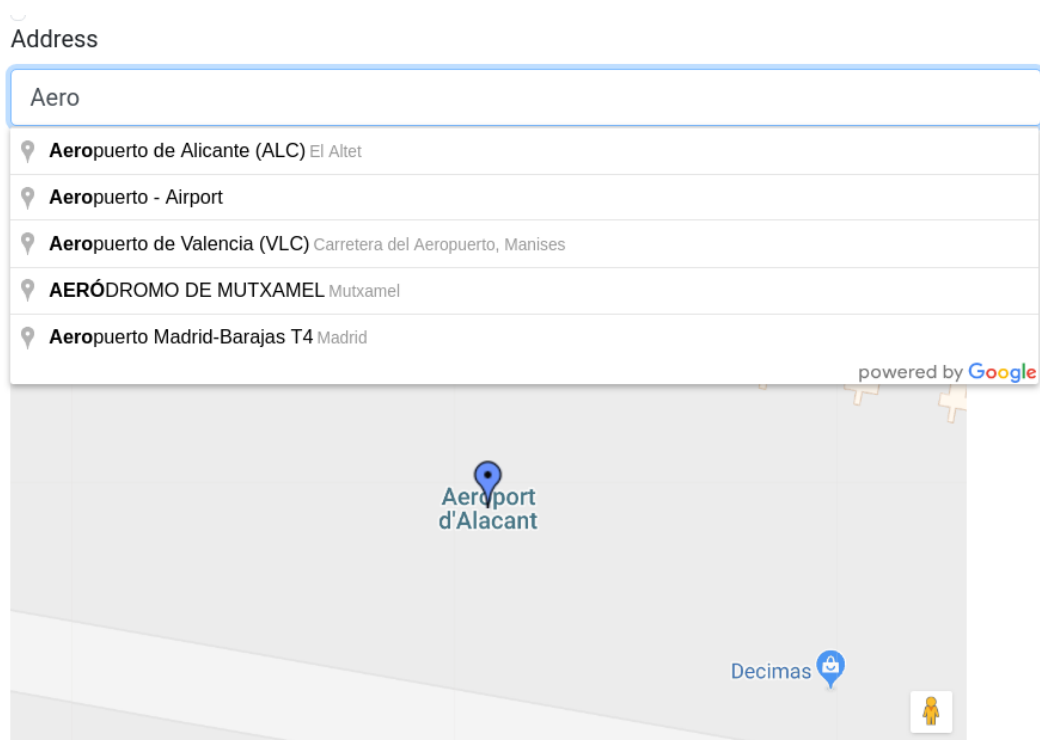 Address
Aero
Aeropuerto de Alicante (ALC) El Altet
Aeropuerto - Airport
Aeropuerto de Valencia (VLC) Carretera del Aeropuerto, Manises
AERÓDROMO DE MUTXAMEL Mutxamel
Aeropuerto Madrid-Barajas T4 Madrid
powered by Google
Aeroport
d'Alacant
Decimas